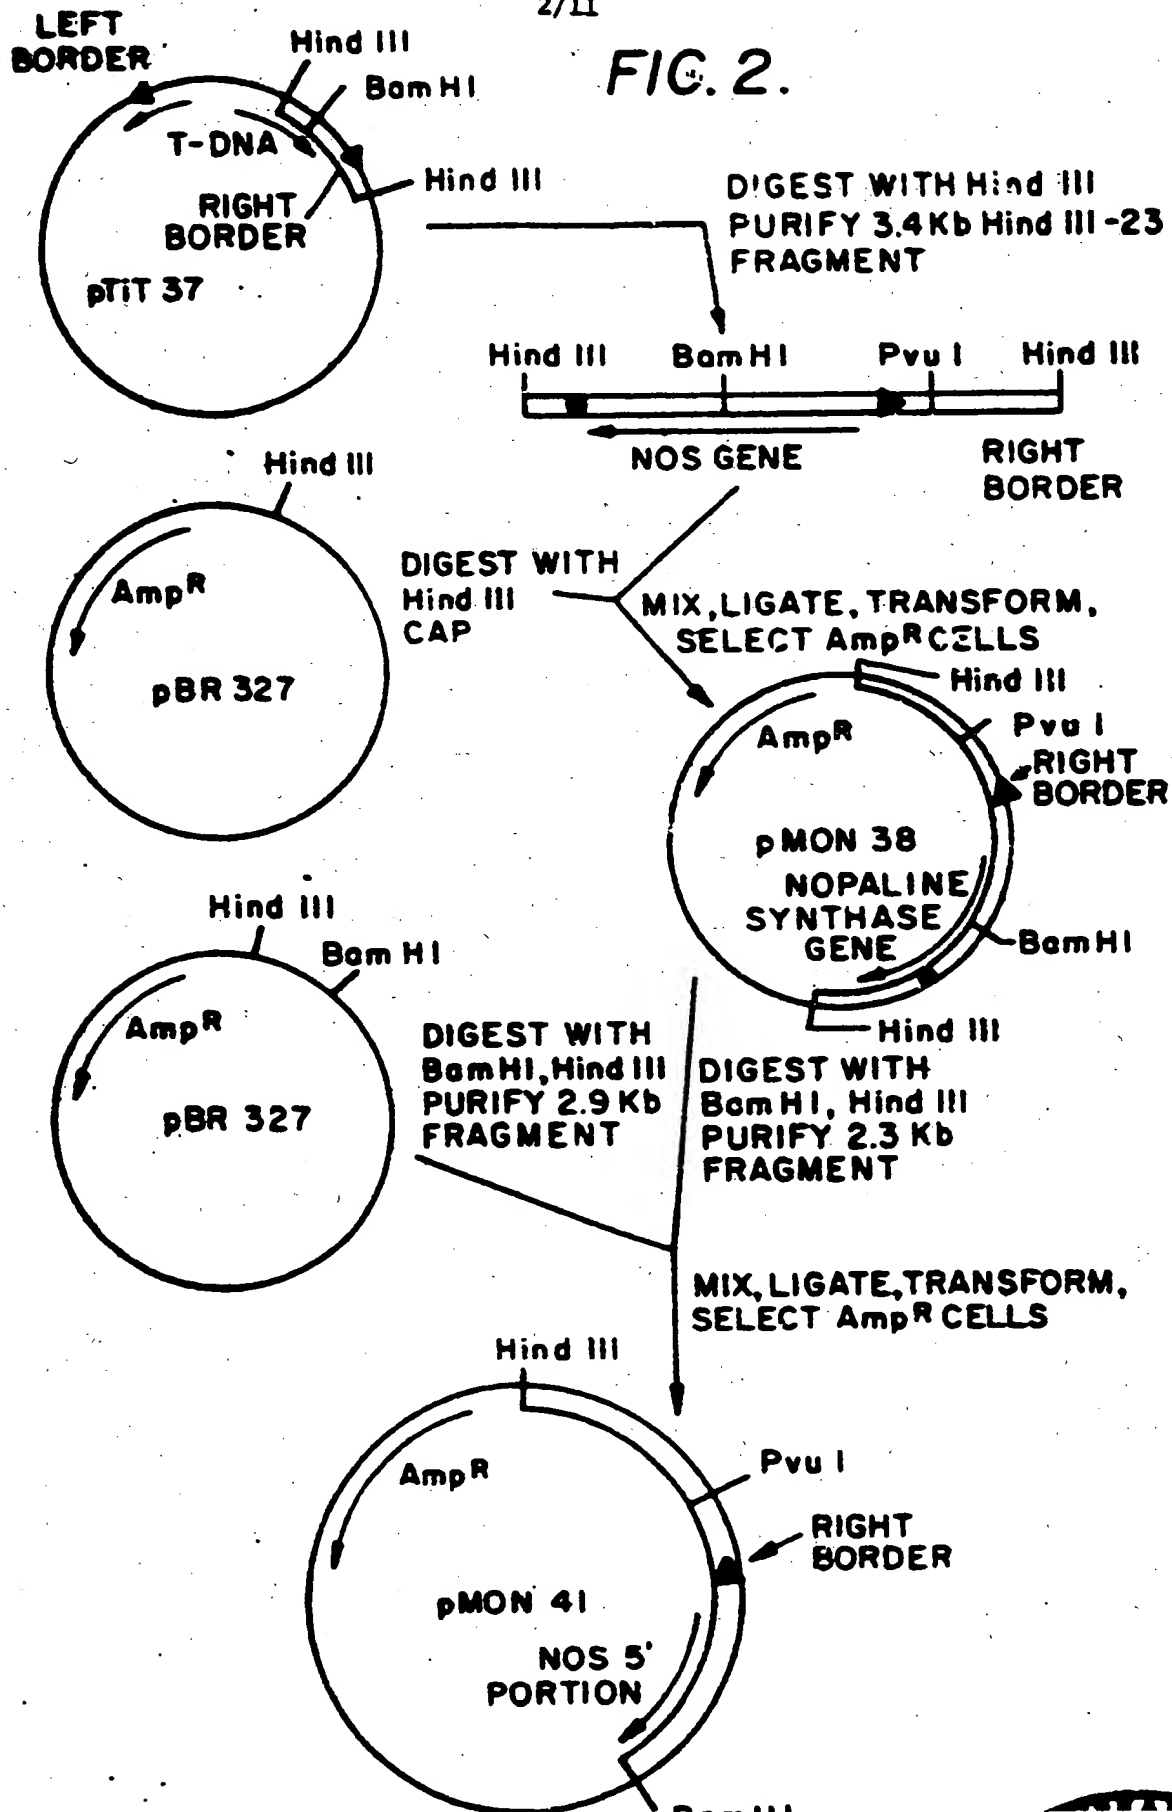 2/11
FIG. 2.
LEFT
BORDER
Hind III
Bam HI
T-DNA
Hind III
RIGHT
BORDER
pTiT 37
DIGEST WITH Hind III
PURIFY 3.4 Kb Hind III -23
FRAGMENT
Hind III
Bam HI
Pvu I
Hind III
NOS GENE
RIGHT
BORDER
Hind III
AmpR
pBR 327
DIGEST WITH
Hind III
CAP
MIX, LIGATE, TRANSFORM,
SELECT AmpR CELLS
Hind III
Pvu I
RIGHT
BORDER
AmpR
pMON 38
NOPALINE
SYNTHASE
GENE
Bam HI
Hind III
Hind III
Bam HI
AmpR
pBR 327
DIGEST WITH
Bam HI, Hind III
PURIFY 2.9 Kb
FRAGMENT
DIGEST WITH
Bam HI, Hind III
PURIFY 2.3 Kb
FRAGMENT
MIX, LIGATE, TRANSFORM,
SELECT AmpR CELLS
Hind III
Pvu I
AmpR
RIGHT
BORDER
pMON 41
NOS 5'
PORTION